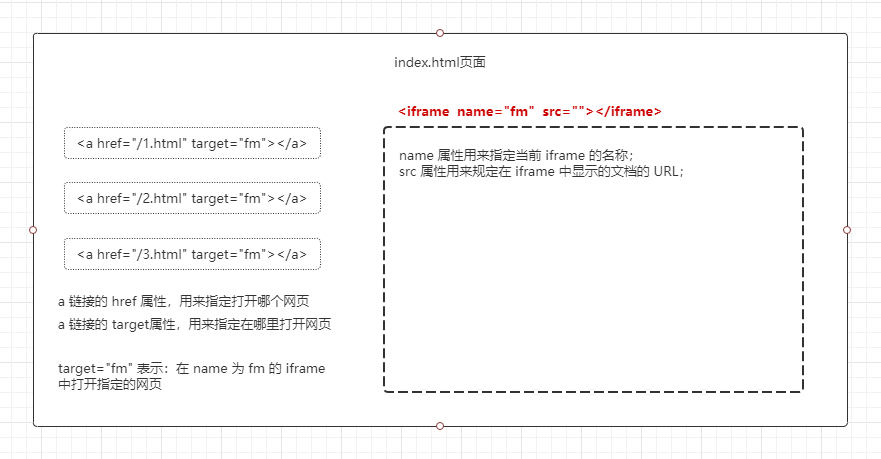 index.html页面
<iframe name="fm" src=""></iframe>
<a href="/1.html" target="fm"></a>
<a href="/2.html" target="fm"></a>
<a href="/3.html" target="fm"></a>
a 链接的 href 属性，用来指定打开哪个网页
a 链接的 target属性，用来指定在哪里打开网页
target="fm" 表示：在 name 为 fm 的 iframe
中打开指定的网页
name 属性用来指定当前 iframe 的名称；
src 属性用来规定在 iframe 中显示的文档的 URL；